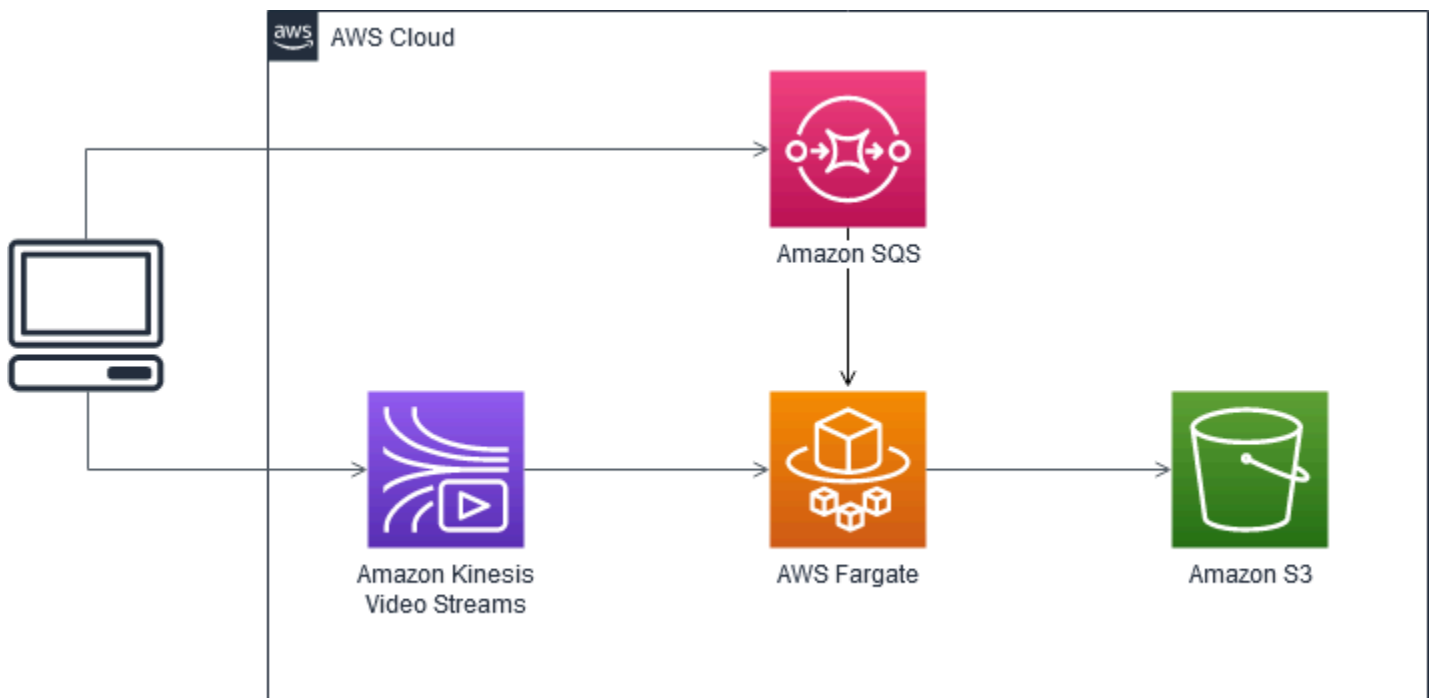 aws
AWS Cloud
Amazon SQS
Amazon Kinesis
Video Streams
AWS Fargate
Amazon S3